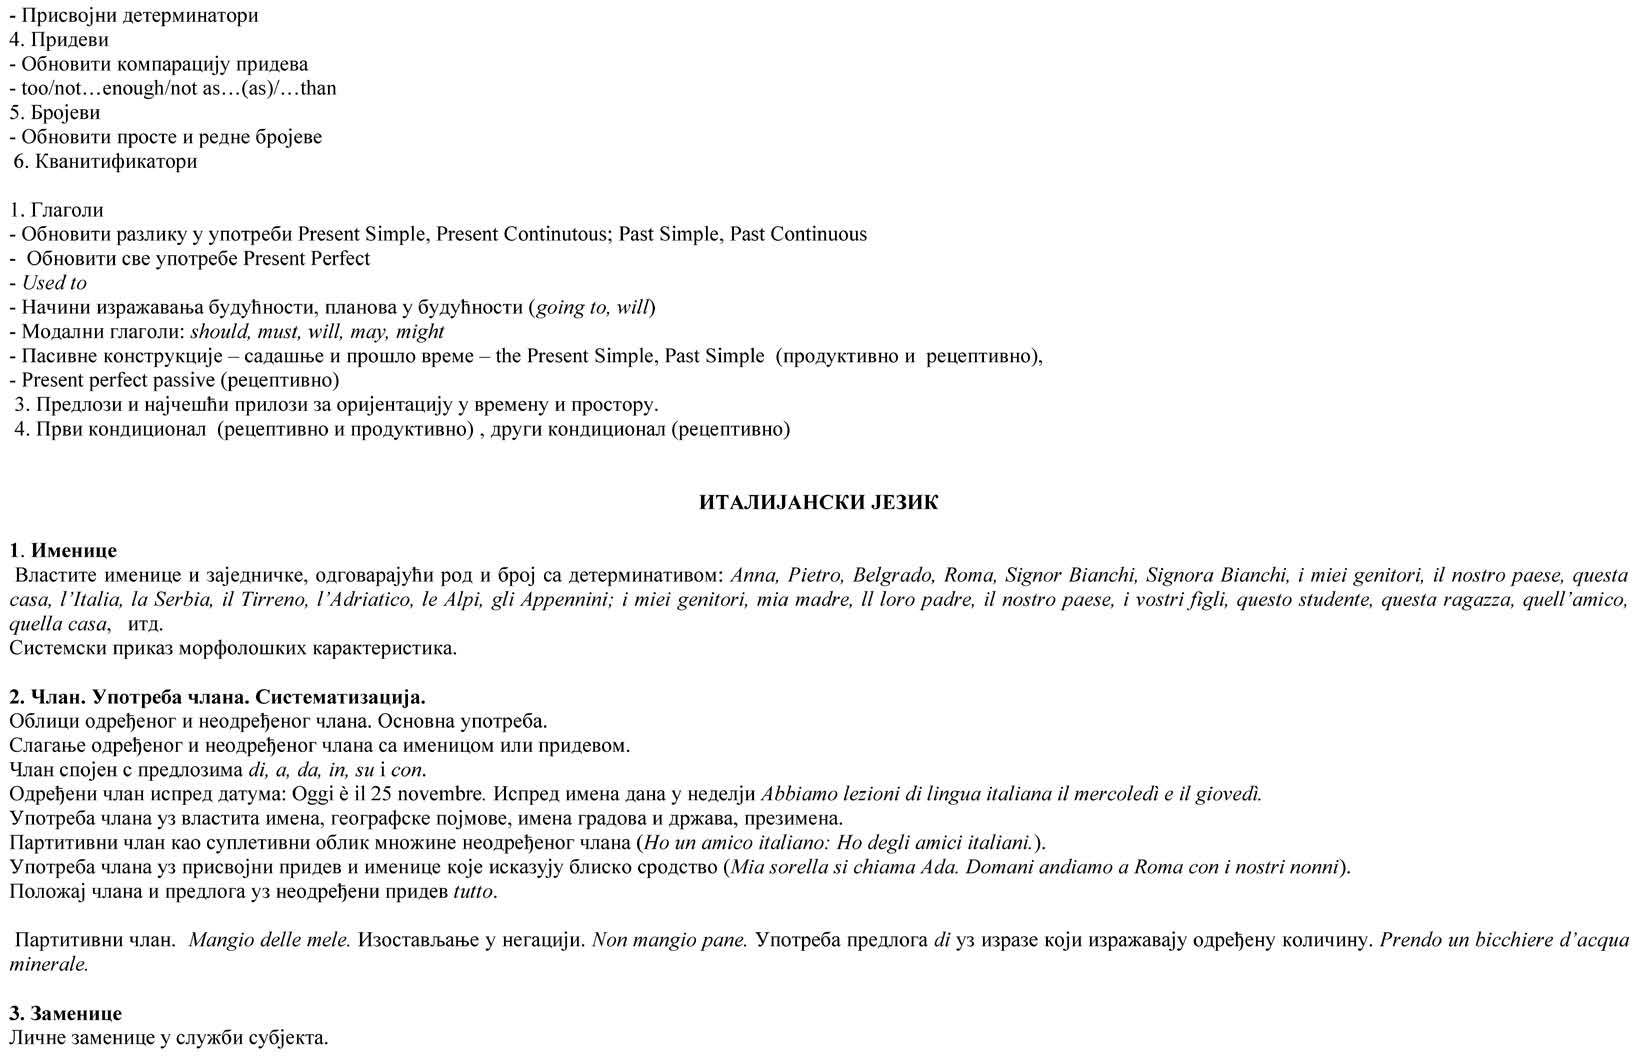 - Присвојни детерминатори
4. Придеви
- Обновити компарацију придева
- too/not…enough/not as…(as)/…than
5. Бројеви
- Обновити просте и редне бројеве
6. Кванитификатори
1. Глаголи
- Обновити разлику у употреби Present Simple, Present Continutous; Past Simple, Past Continuous
- Обновити све употребе Present Perfect
- Used to
- Начини изражавања будућности, планова у будућности (going to, will)
- Модални глаголи: should, must, will, may, might
- Пасивне конструкције – садашње и прошло време – the Present Simple, Past Simple (продуктивно и рецептивно),
- Present perfect passive (рецептивно)
3. Предлози и најчешћи прилози за оријентацију у времену и простору.
4. Први кондиционал (рецептивно и продуктивно) , други кондиционал (рецептивно)
ИТАЛИЈАНСКИ ЈЕЗИК
1. Именице
Властите именице и заједничке, одговарајући род и број са детерминативом: Anna, Pietro, Belgrado, Roma, Signor Bianchi, Signora Bianchi, i miei genitori, il nostro paese, questa
casa, l’Italia, la Serbia, il Tirreno, l’Adriatico, le Alpi, gli Appennini; i miei genitori, mia madre, ll loro padre, il nostro paese, i vostri figli, questo studente, questa ragazza, quell’amico,
quella casa, итд.
Системски приказ морфолошких карактеристика.
2. Члан. Употреба члана. Систематизација.
Облици одређеног и неодређеног члана. Основна употреба.
Слагање одређеног и неодређеног члана са именицом или придевом.
Члан спојен с предлозима di, a, da, in, su i con.
Одређени члан испред датума: Oggi è il 25 novembre. Испред имена дана у недељи Abbiamo lezioni di lingua italiana il mercoledì e il giovedì.
Употреба члана уз властита имена, географске појмове, имена градова и држава, презимена.
Партитивни члан као суплетивни облик множине неодређеног члана (Ho un amico italiano: Ho degli amici italiani.).
Употреба члана уз присвојни придев и именице које исказују блиско сродство (Mia sorella si chiama Ada. Domani andiamo a Roma con i nostri nonni).
Положај члана и предлога уз неодређени придев tutto.
Партитивни члан. Mangio delle mele. Изостављање у негацији. Non mangio pane. Употреба предлога di уз изразе који изражавају одређену количину. Prendo un bicchiere d’acqua
minerale.
3. Заменице
Личне заменице у служби субјекта.